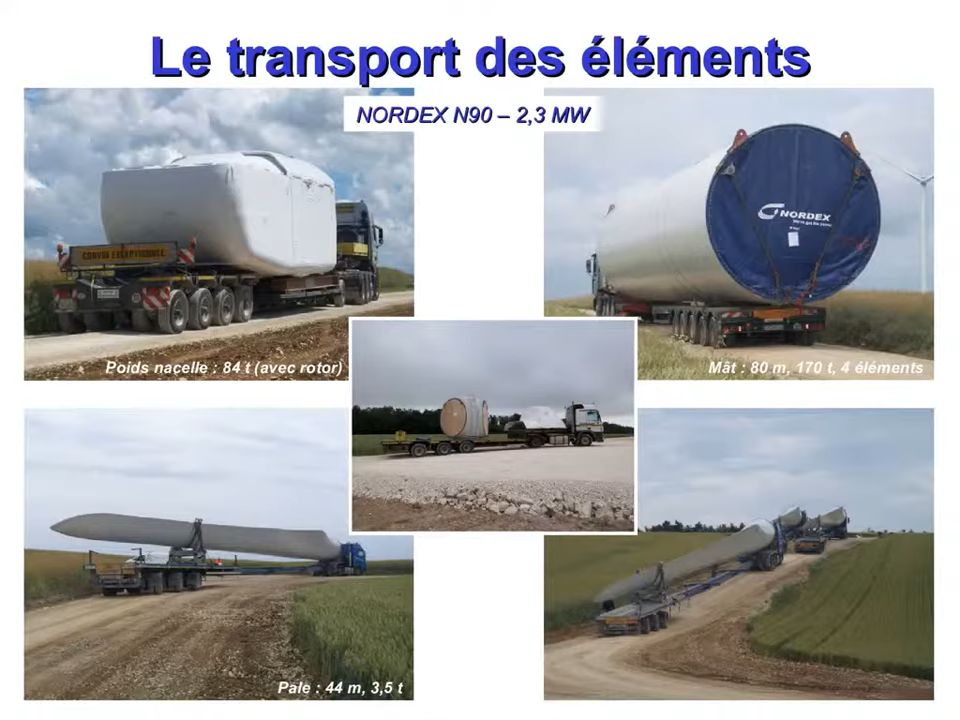 Le transport des éléments
NORDEX N90 – 2,3 MW
CONVOI EXCEPTIONNEL
NORDEX
Poids naçelle : 84 t (avec rotor)
Mât : 80 m, 170 t, 4 éléments
Pale : 44 m, 3,5 t